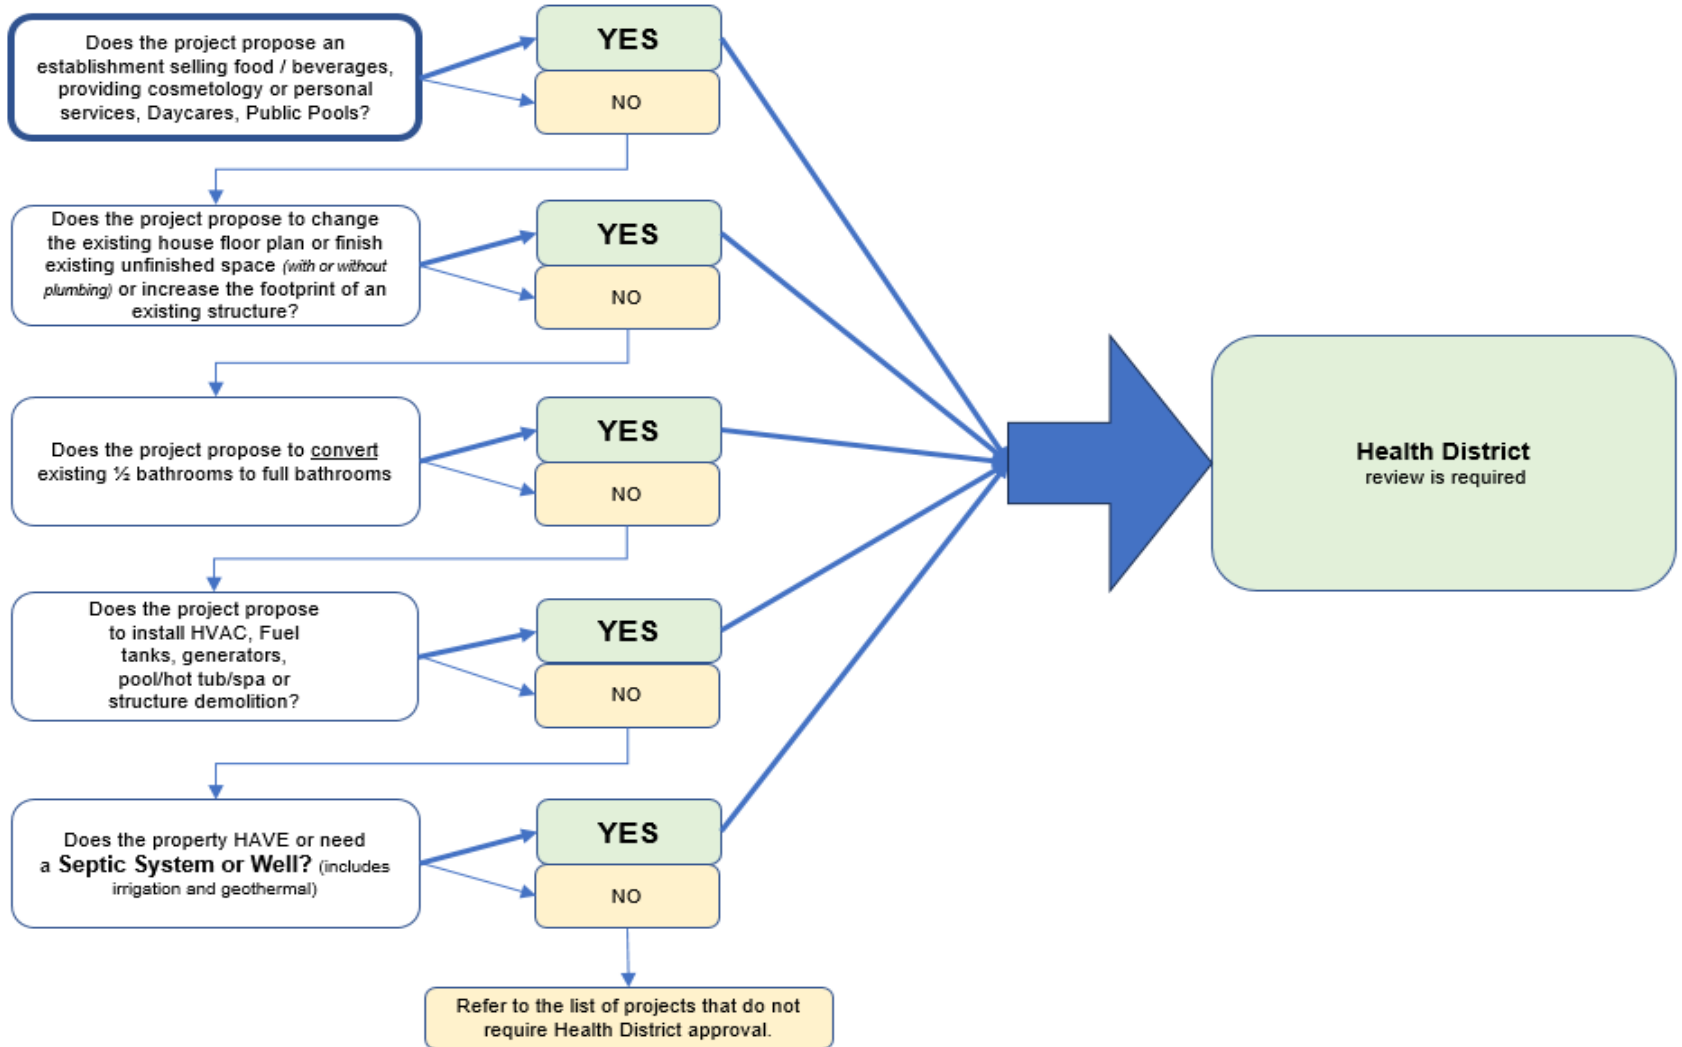 Does the project propose an
establishment selling food / beverages,
providing cosmetology or personal
services, Daycares, Public Pools?
YES
NO
Does the project propose to change
the existing house floor plan or finish
existing unfinished space (with or without
plumbing) or increase the footprint of an
existing structure?
YES
NO
Does the project propose to convert
existing ½ bathrooms to full bathrooms
YES
NO
Does the project propose
to install HVAC, Fuel
tanks, generators,
pool/hot tub/spa or
structure demolition?
YES
NO
Does the property HAVE or need
a Septic System or Well? (includes
irrigation and geothermal)
YES
NO
Refer to the list of projects that do not
require Health District approval.
Health District
review is required